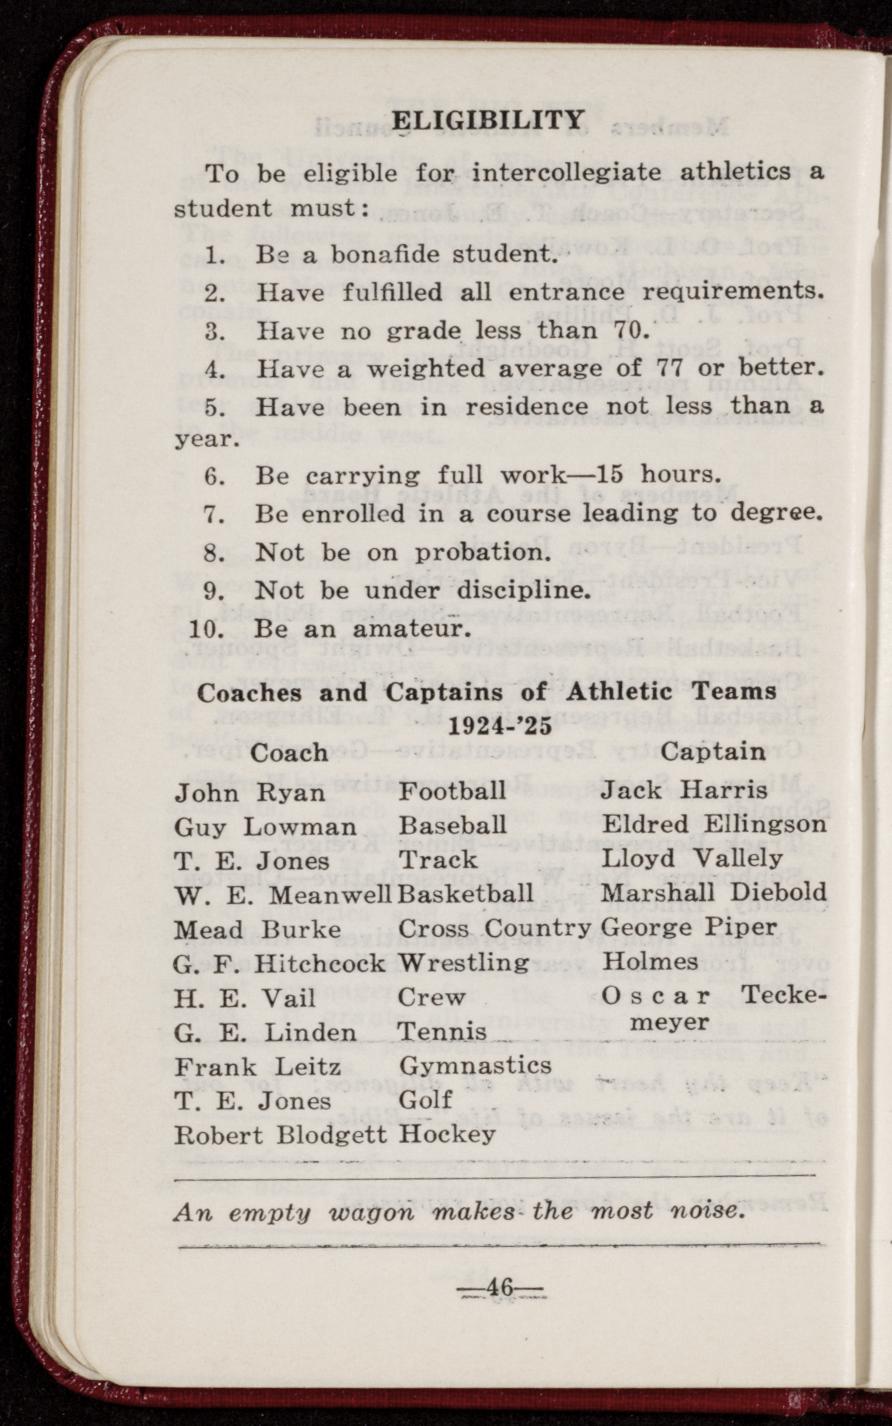 ELIGIBILITY
To be eligible for intercollegiate athletics a
student must:
1. Be a bonafide student.
2. Have fulfilled all entrance requirements.
3. Have no grade less than 70.
4. Have a weighted average of 77 or better.
5. Have been in residence not less than a
year.
6. Be carrying full work—15 hours.
7. Be enrolled in a course leading to degree.
8. Not be on probation.
9. Not be under discipline.
10. Be an amateur.
Coaches and Captains of Athletic Teams
1924-'25
Coach Captain
John Ryan Football Jack Harris
Guy Lowman Baseball Eldred Ellingson
T. E. Jones Track Lloyd Vallely
W. E. Meanwell Basketball Marshall Diebold
Mead Burke Cross Country George Piper
G. F. Hitchcock Wrestling Holmes
H. E. Vail Crew Oscar Tecke-
meyer
G. E. Linden Tennis
Frank Leitz Gymnastics
T. E. Jones Golf
Robert Blodgett Hockey
An empty wagon makes the most noise.
—46—